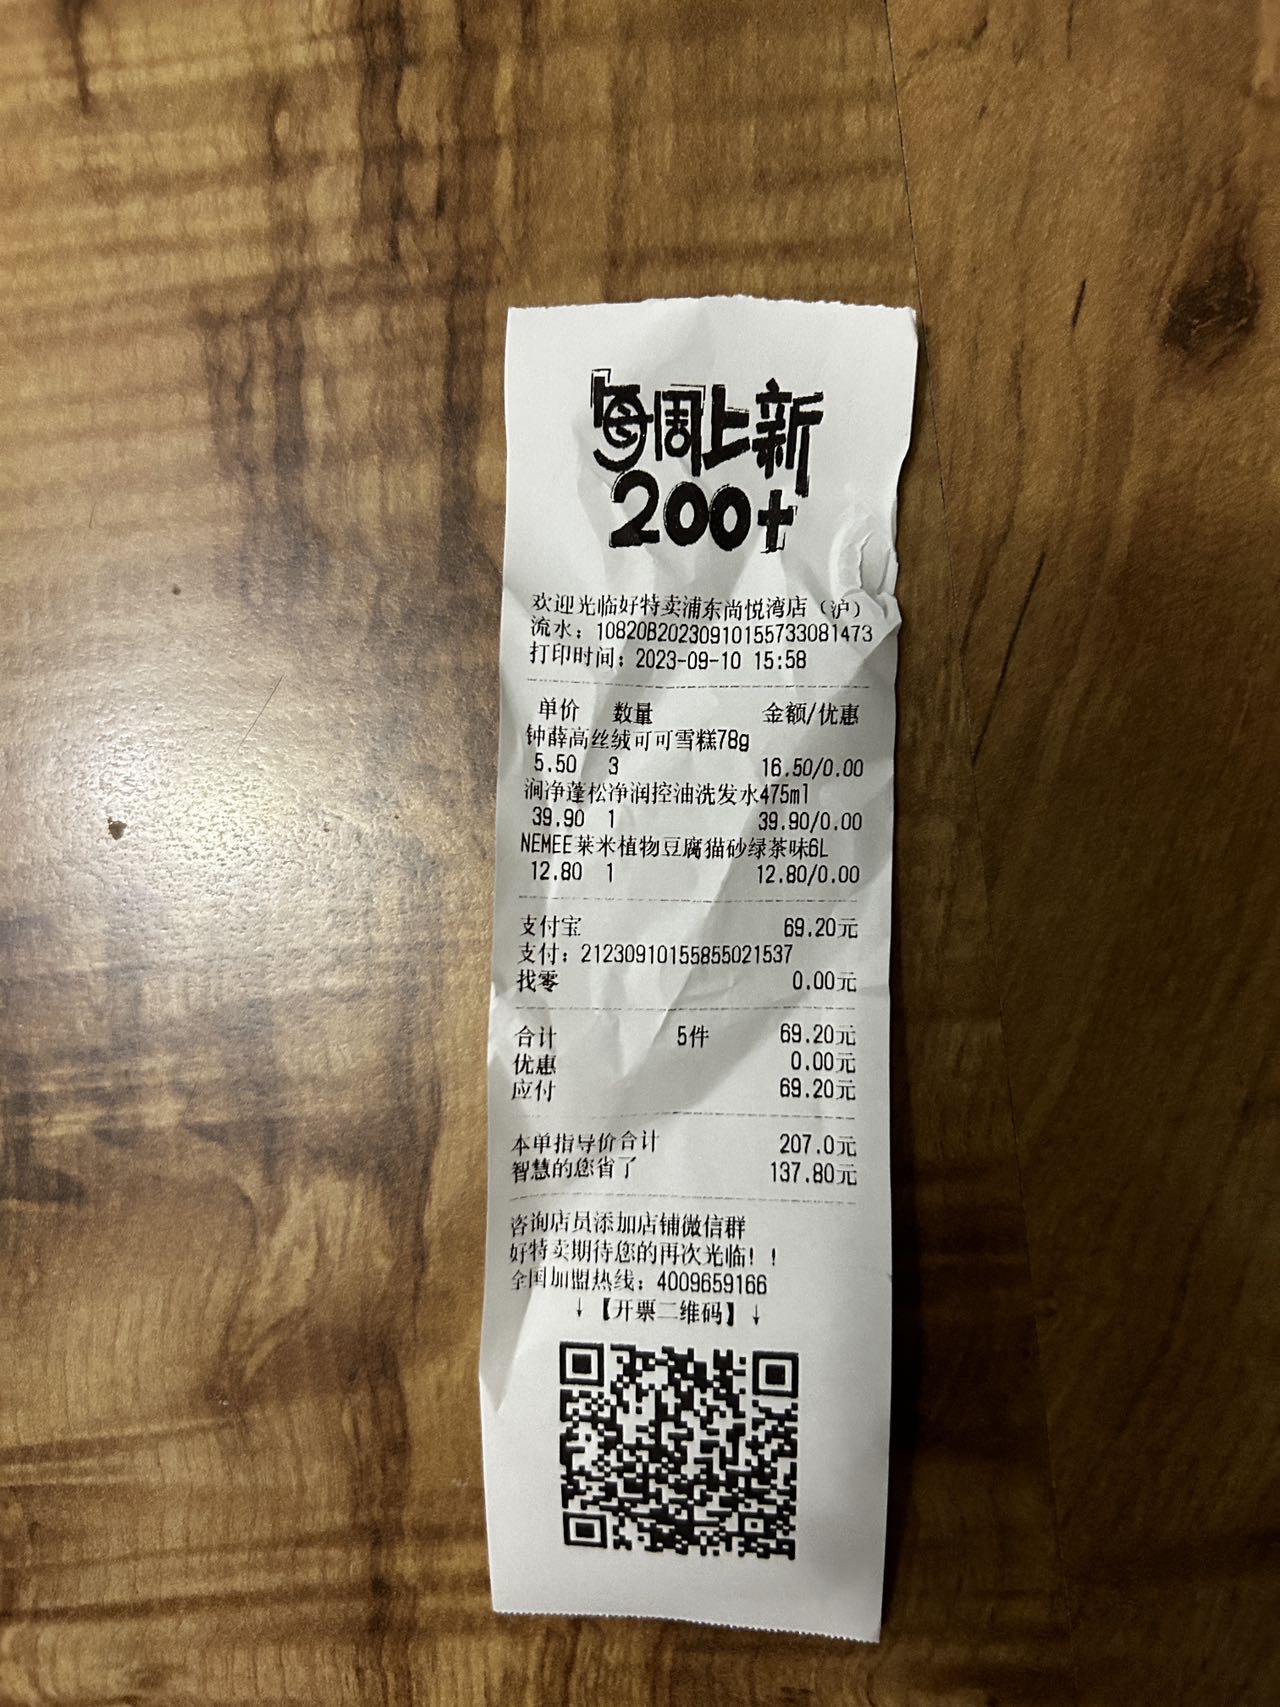 每周上新
200+
欢迎光临好特卖浦东尚悦湾店（沪）
流水：10820B20230910155733081473
打印时间：2023-09-10 15:58
单价 数量 金额/优惠
钟薛高丝绒可可雪糕78g
5.50 3 16.50/0.00
涧净蓬松净润控油洗发水475ml
39.90 1 39.90/0.00
NEMEE莱米植物豆腐猫砂绿茶味6L
12.80 1 12.80/0.00
支付宝 69.20元
支付：21230910155855021537
找零 0.00元
合计 5件 69.20元
优惠 0.00元
应付 69.20元
本单指导价合计 207.0元
智慧的您省了 137.80元
咨询店员添加店铺微信群
好特卖期待您的再次光临！！
全国加盟热线：4009659166
↓【开票二维码】↓